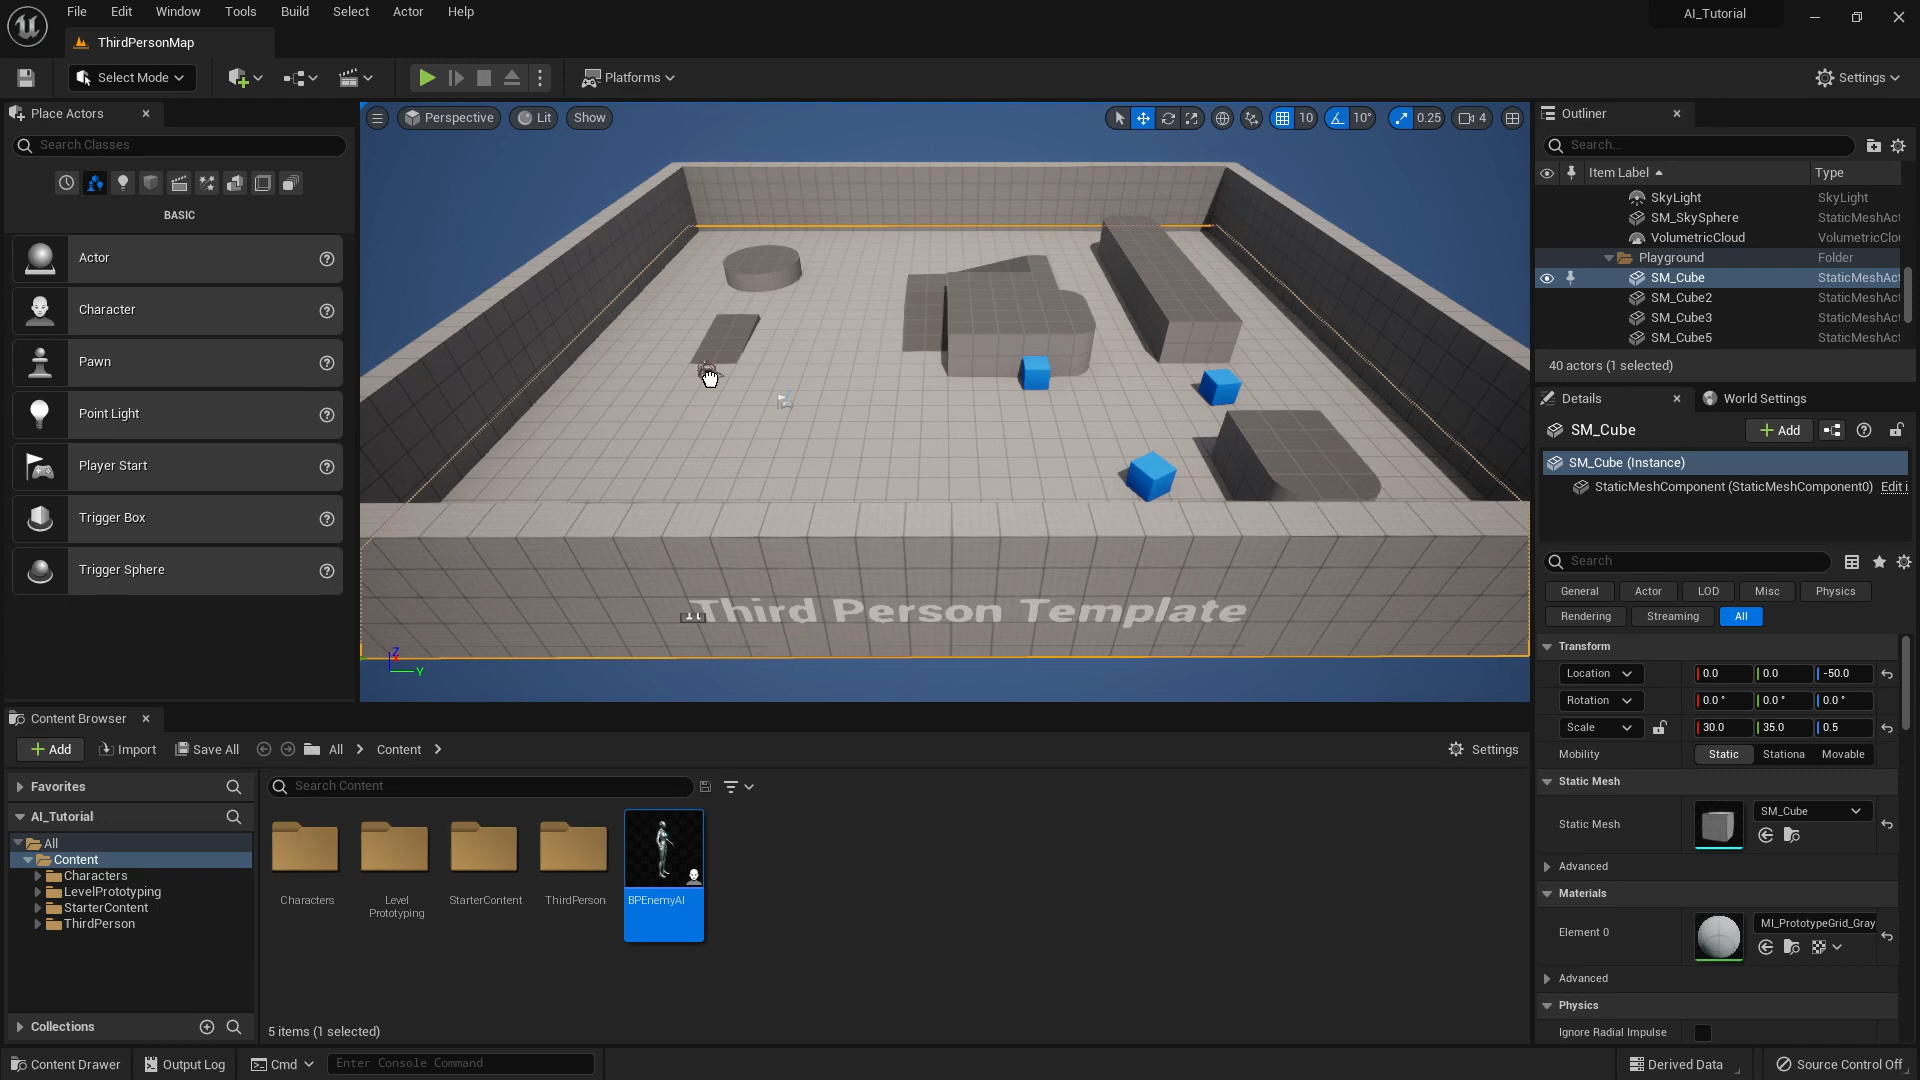 File Edit Window Tools Build Select Actor Help
AI_Tutorial
ThirdPersonMap
Select Mode
Platforms
Settings
Place Actors
Search Classes
BASIC
Actor
Character
Pawn
Point Light
Player Start
Trigger Box
Trigger Sphere
Perspective Lit Show
10 10° 0.25 4
Third Person Template
Z
Y
Outliner
Search...
Item Label Type
SkyLight SkyLight
SM_SkySphere StaticMeshAct
VolumetricCloud VolumetricClou
Playground Folder
SM_Cube StaticMeshAct
SM_Cube2 StaticMeshAct
SM_Cube3 StaticMeshAct
SM_Cube5 StaticMeshAct
40 actors (1 selected)
Details World Settings
SM_Cube Add
SM_Cube (Instance)
StaticMeshComponent (StaticMeshComponent0) Edit i
Search
General Actor LOD Misc Physics
Rendering Streaming All
Transform
Location 0.0 0.0 -50.0
Rotation 0.0 ° 0.0 ° 0.0 °
Scale 30.0 35.0 0.5
Mobility Static Stationa Movable
Static Mesh
Static Mesh SM_Cube
Advanced
Materials
Element 0 MI_PrototypeGrid_Gray
Advanced
Physics
Ignore Radial Impulse
Content Browser
Add Import Save All All Content Settings
Favorites
AI_Tutorial
All
Content
Characters
LevelPrototyping
StarterContent
ThirdPerson
Collections
Search Content
Characters
Level
Prototyping
StarterContent
ThirdPerson
BPEnemyAI
5 items (1 selected)
Content Drawer Output Log Cmd Enter Console Command Derived Data Source Control Off